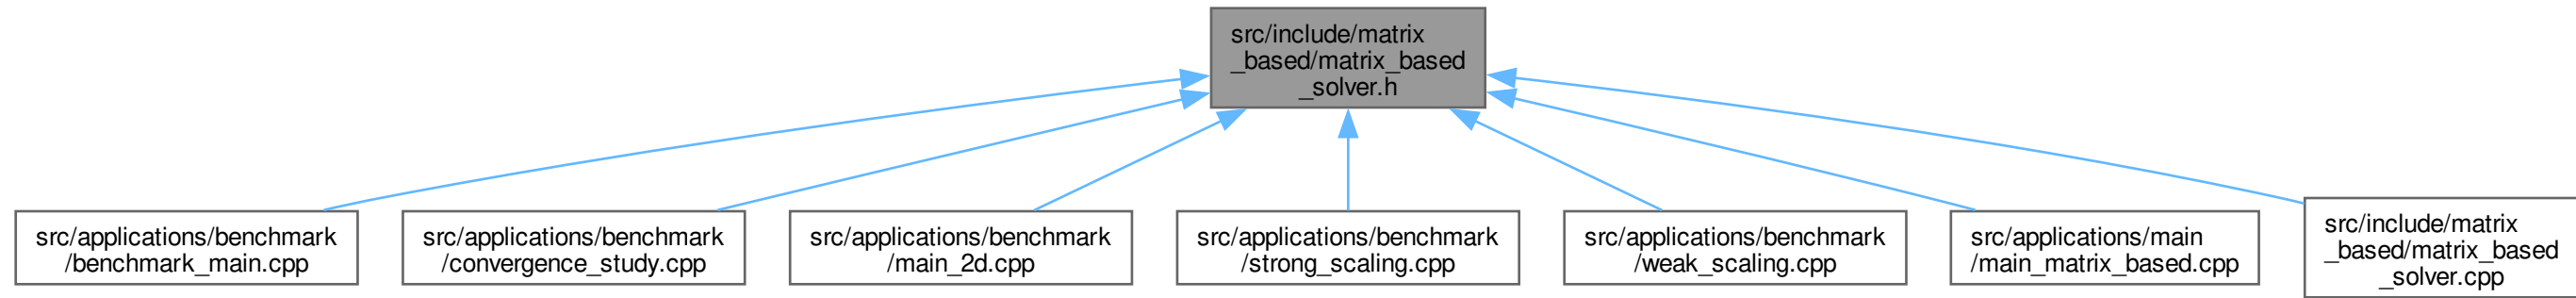 src/include/matrix
_based/matrix_based
_solver.h
src/applications/benchmark
/benchmark_main.cpp
src/applications/benchmark
/convergence_study.cpp
src/applications/benchmark
/main_2d.cpp
src/applications/benchmark
/strong_scaling.cpp
src/applications/benchmark
/weak_scaling.cpp
src/applications/main
/main_matrix_based.cpp
src/include/matrix
_based/matrix_based
_solver.cpp